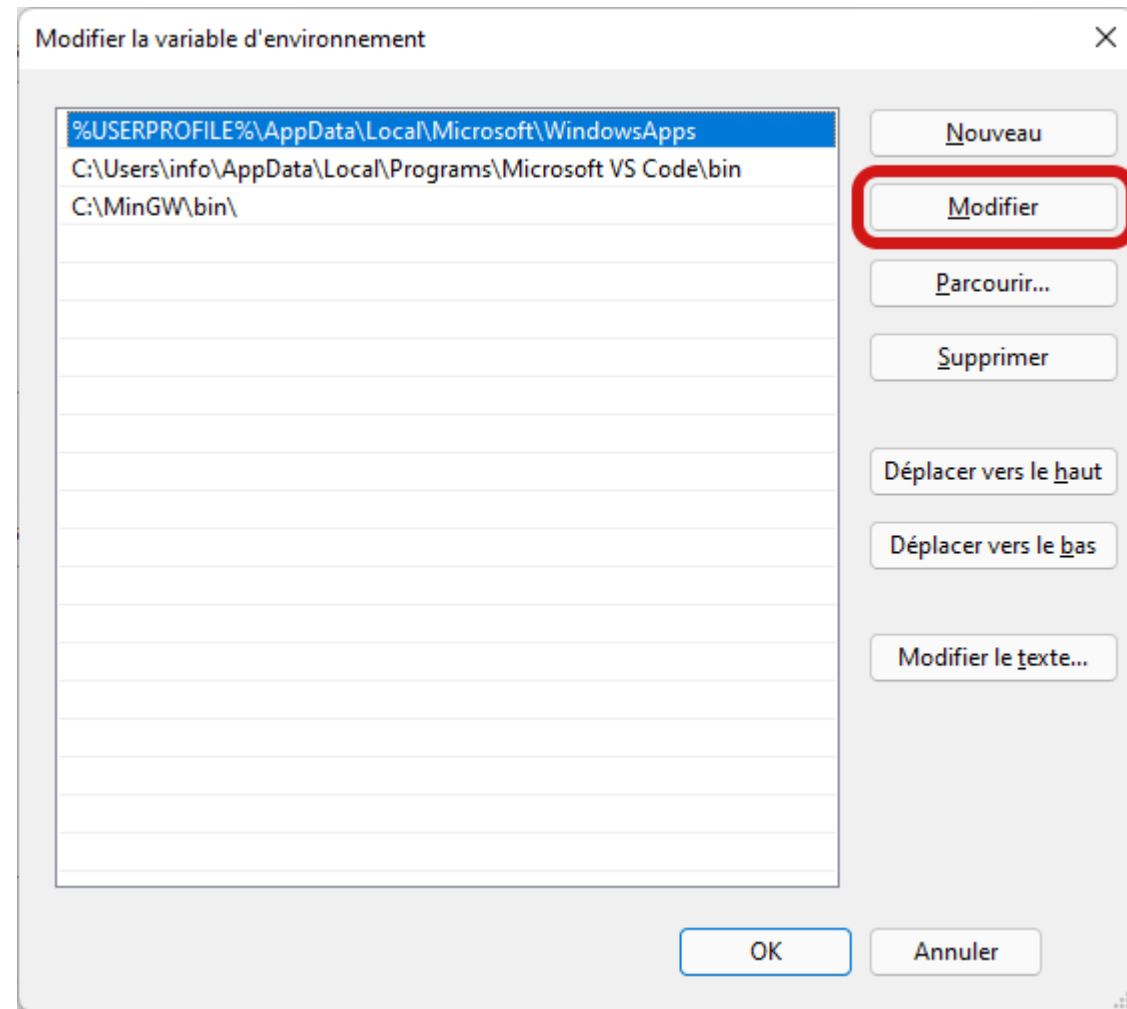 Modifier la variable d'environnement
%USERPROFILE%\AppData\Local\Microsoft\WindowsApps
C:\Users\info\AppData\Local\Programs\Microsoft VS Code\bin
C:\MinGW\bin\
Nouveau
Modifier
Parcourir...
Supprimer
Déplacer vers le haut
Déplacer vers le bas
Modifier le texte...
OK
Annuler